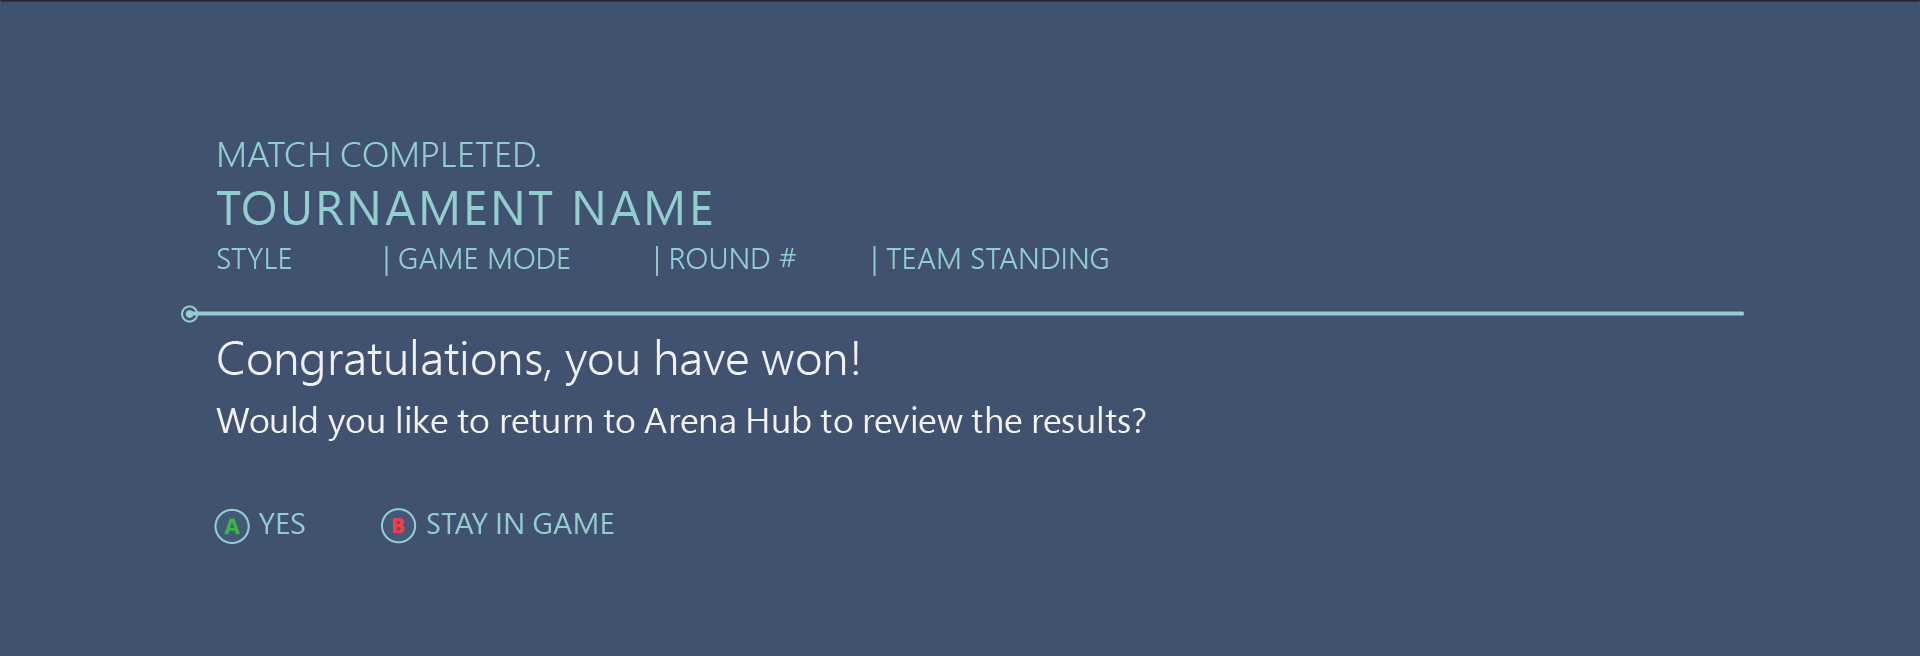 MATCH COMPLETED.
TOURNAMENT NAME
STYLE | GAME MODE | ROUND # | TEAM STANDING
Congratulations, you have won!
Would you like to return to Arena Hub to review the results?
A YES B STAY IN GAME